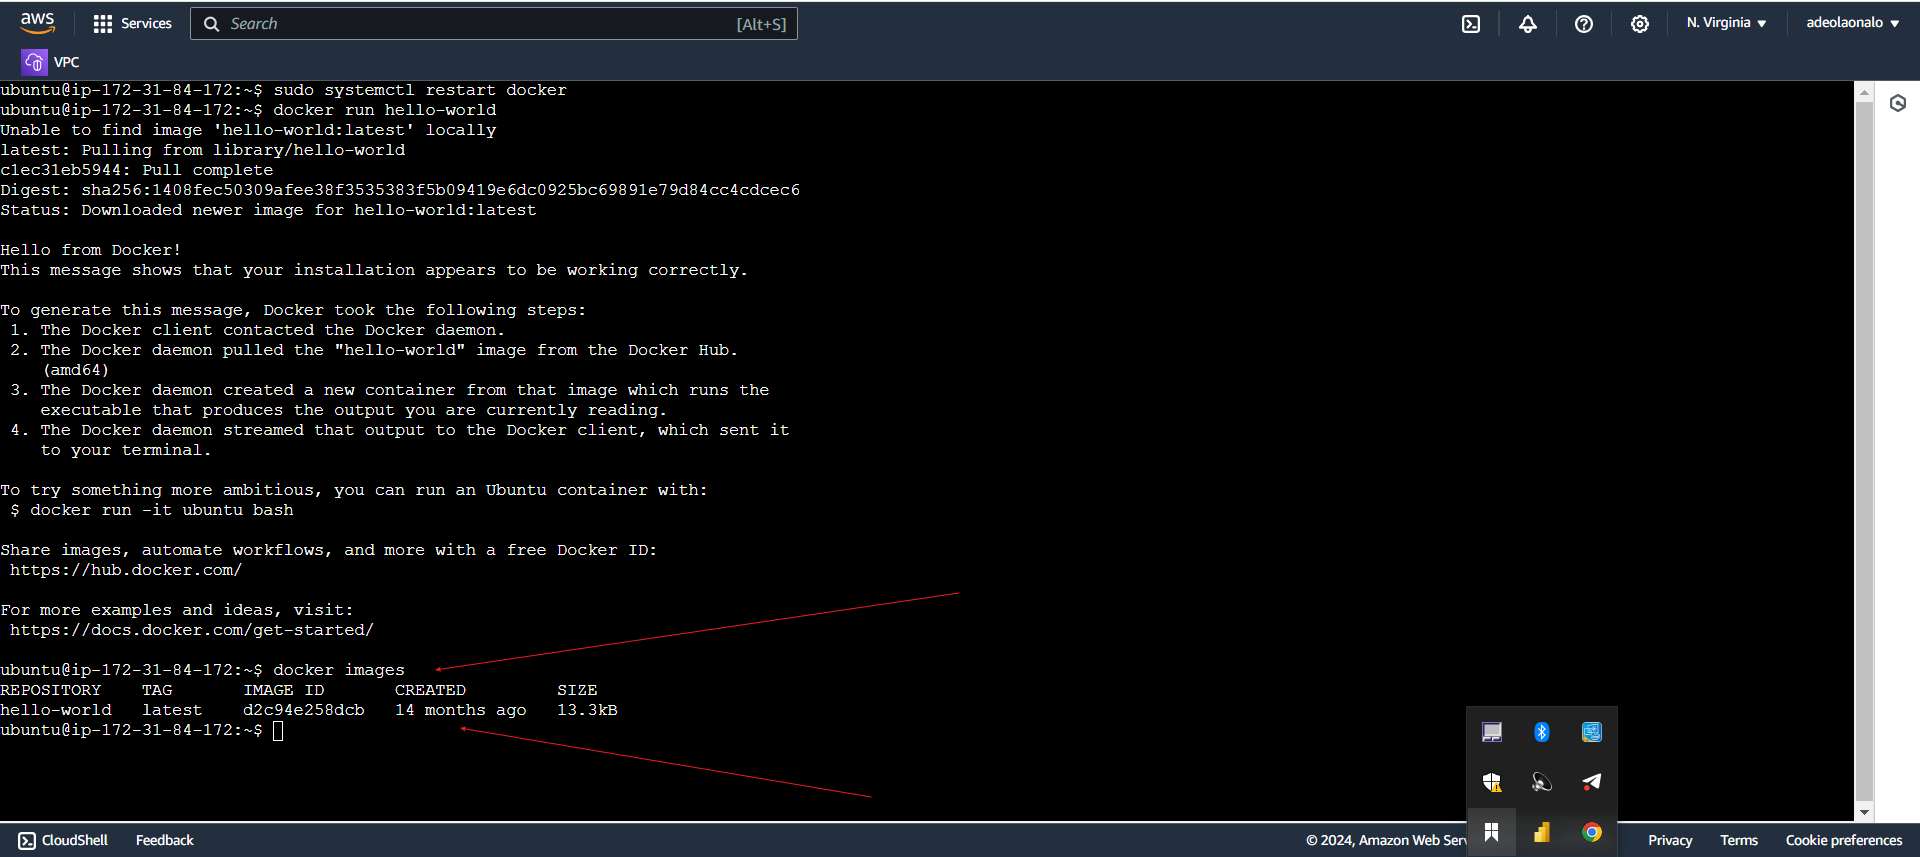 aws Services Search [Alt+S] N. Virginia adeolaonalo
VPC
ubuntu@ip-172-31-84-172:~$ sudo systemctl restart docker
ubuntu@ip-172-31-84-172:~$ docker run hello-world
Unable to find image 'hello-world:latest' locally
latest: Pulling from library/hello-world
c1ec31eb5944: Pull complete
Digest: sha256:1408fec50309afee38f3535383f5b09419e6dc0925bc69891e79d84cc4cdcec6
Status: Downloaded newer image for hello-world:latest
Hello from Docker!
This message shows that your installation appears to be working correctly.
To generate this message, Docker took the following steps:
1. The Docker client contacted the Docker daemon.
2. The Docker daemon pulled the "hello-world" image from the Docker Hub.
(amd64)
3. The Docker daemon created a new container from that image which runs the
executable that produces the output you are currently reading.
4. The Docker daemon streamed that output to the Docker client, which sent it
to your terminal.
To try something more ambitious, you can run an Ubuntu container with:
$ docker run -it ubuntu bash
Share images, automate workflows, and more with a free Docker ID:
https://hub.docker.com/
For more examples and ideas, visit:
https://docs.docker.com/get-started/
ubuntu@ip-172-31-84-172:~$ docker images
REPOSITORY TAG IMAGE ID CREATED SIZE
hello-world latest d2c94e258dcb 14 months ago 13.3kB
ubuntu@ip-172-31-84-172:~$
CloudShell Feedback © 2024, Amazon Web Serv Privacy Terms Cookie preferences